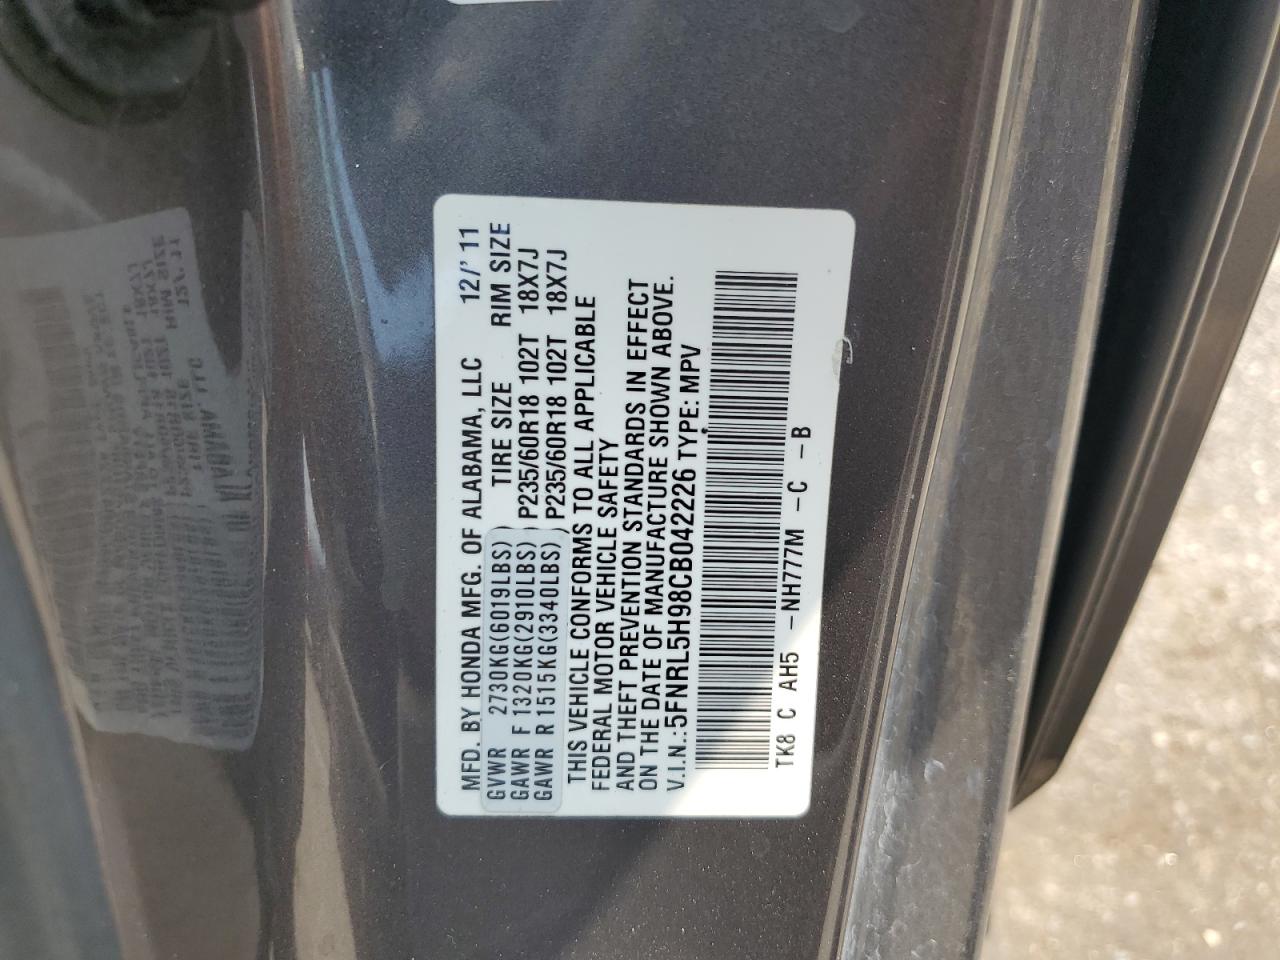 MFD. BY HONDA MFG. OF ALABAMA, LLC 12/' 11
GVWR 2730KG(6019LBS) TIRE SIZE RIM SIZE
GAWR F 1320KG(2910LBS) P235/60R18 102T 18X7J
GAWR R 1515KG(3340LBS) P235/60R18 102T 18X7J
THIS VEHICLE CONFORMS TO ALL APPLICABLE
FEDERAL MOTOR VEHICLE SAFETY
AND THEFT PREVENTION STANDARDS IN EFFECT
ON THE DATE OF MANUFACTURE SHOWN ABOVE.
V.I.N.:5FNRL5H98CB042226 TYPE: MPV
TK8 C AH5 -NH777M -C -B